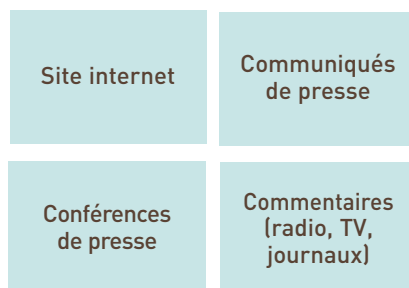 Site internet
Communiqués
de presse
Conférences
de presse
Commentaires
(radio, TV,
journaux)